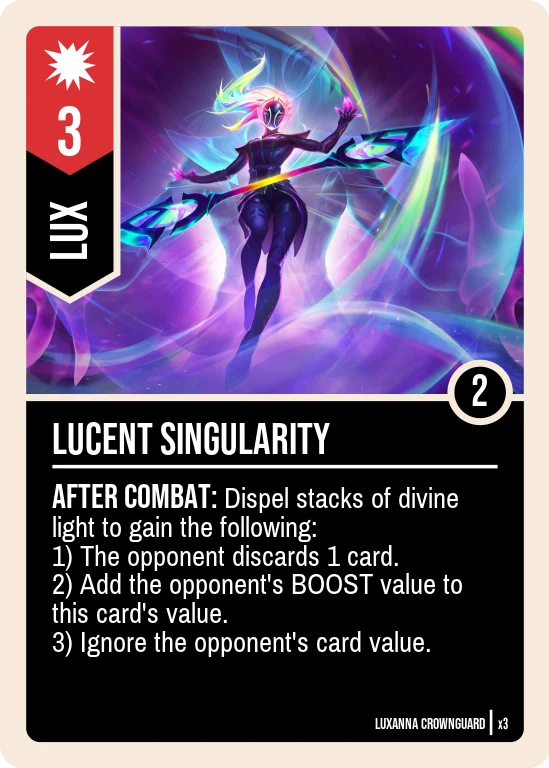 3
LUX
2
LUCENT SINGULARITY
AFTER COMBAT: Dispel stacks of divine
light to gain the following:
1) The opponent discards 1 card.
2) Add the opponent's BOOST value to
this card's value.
3) Ignore the opponent's card value.
LUXANNA CROWNGUARD | x3